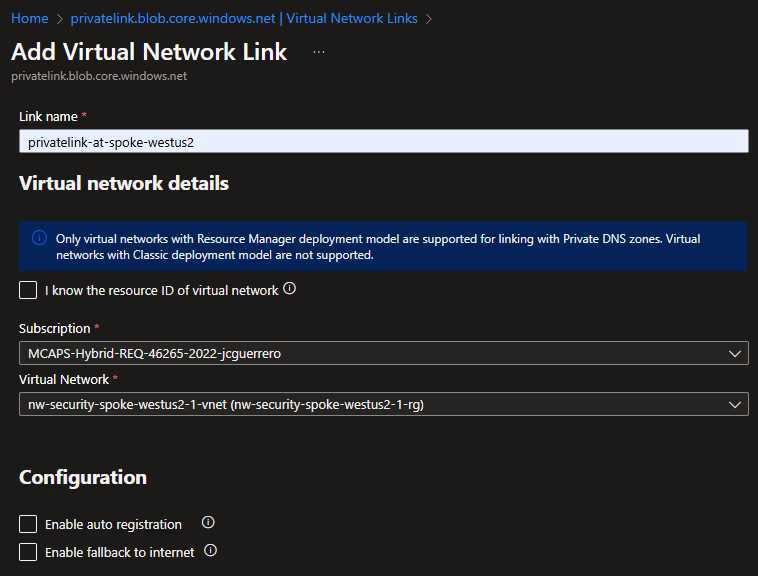 Home > privatelink.blob.core.windows.net | Virtual Network Links >
Add Virtual Network Link ...
privatelink.blob.core.windows.net
Link name *
privatelink-at-spoke-westus2
Virtual network details
Only virtual networks with Resource Manager deployment model are supported for linking with Private DNS zones. Virtual
networks with Classic deployment model are not supported.
I know the resource ID of virtual network
Subscription *
MCAPS-Hybrid-REQ-46265-2022-jcguerrero
Virtual Network *
nw-security-spoke-westus2-1-vnet (nw-security-spoke-westus2-1-rg)
Configuration
Enable auto registration
Enable fallback to internet